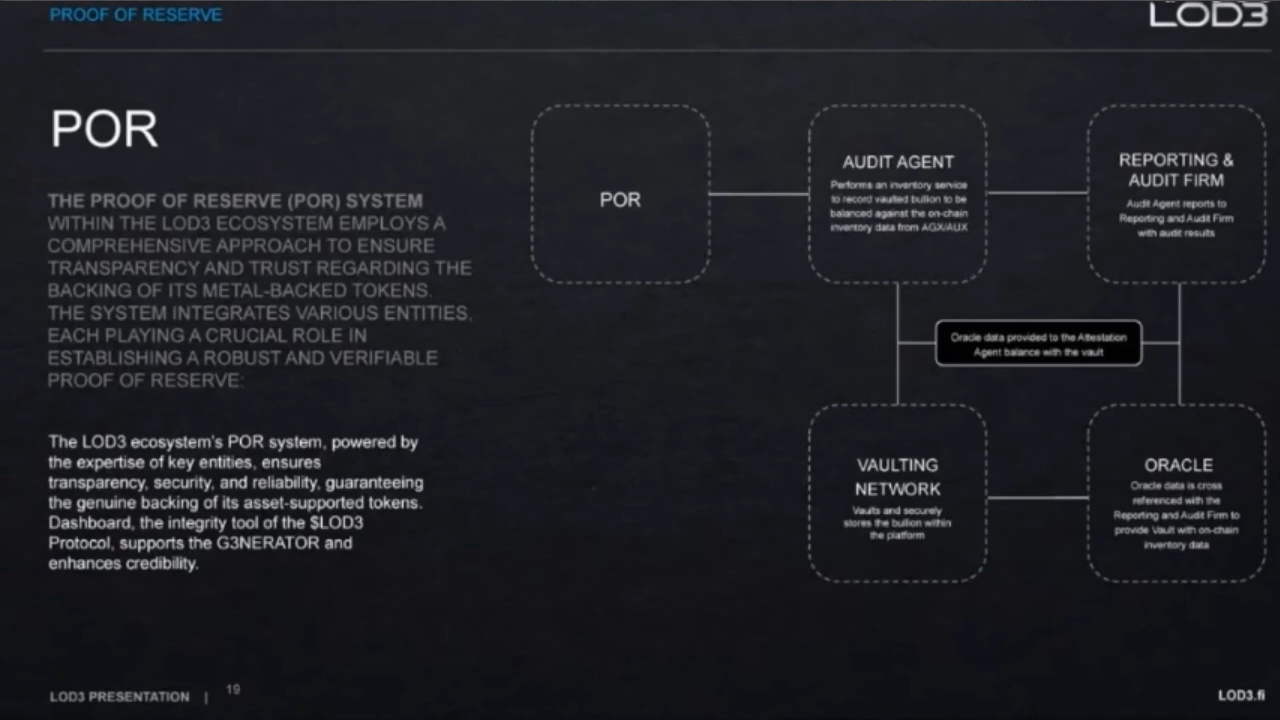 PROOF OF RESERVE
LOD3
POR
THE PROOF OF RESERVE (POR) SYSTEM
WITHIN THE LOD3 ECOSYSTEM EMPLOYS A
COMPREHENSIVE APPROACH TO ENSURE
TRANSPARENCY AND TRUST REGARDING THE
BACKING OF ITS METAL-BACKED TOKENS.
THE SYSTEM INTEGRATES VARIOUS ENTITIES,
EACH PLAYING A CRUCIAL ROLE IN
ESTABLISHING A ROBUST AND VERIFIABLE
PROOF OF RESERVE:
The LOD3 ecosystem's POR system, powered by
the expertise of key entities, ensures
transparency, security, and reliability, guaranteeing
the genuine backing of its asset-supported tokens.
Dashboard, the integrity tool of the $LOD3
Protocol, supports the G3NERATOR and
enhances credibility.
POR
AUDIT AGENT
Performs an inventory service
to record vaulted bullion to be
balanced against the on-chain
inventory data from AGX/AUX
REPORTING &
AUDIT FIRM
Audit Agent reports to
Reporting and Audit Firm
with audit results
Oracle data provided to the Attestation
Agent balance with the vault
VAULTING
NETWORK
Vaults and securely
stores the bullion within
the platform
ORACLE
Oracle data is cross
referenced with the
Reporting and Audit Firm to
provide Vault with on-chain
inventory data
LOD3 PRESENTATION | 19
LOD3.fi